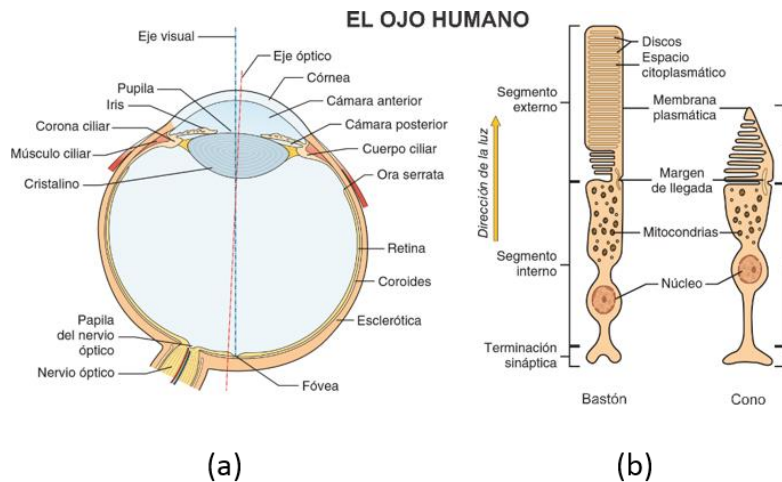 EL OJO HUMANO
Eje visual
Eje óptico
Córnea
Pupila
Iris
Cámara anterior
Corona ciliar
Cámara posterior
Músculo ciliar
Cuerpo ciliar
Cristalino
Ora serrata
Retina
Coroides
Esclerótica
Papila
del nervio
óptico
Nervio óptico
Fóvea
(a)
Discos
Espacio
citoplasmático
Segmento
externo
Membrana
plasmática
Dirección de la luz
Margen
de llegada
Mitocondrias
Segmento
interno
Núcleo
Terminación
sináptica
Bastón
Cono
(b)